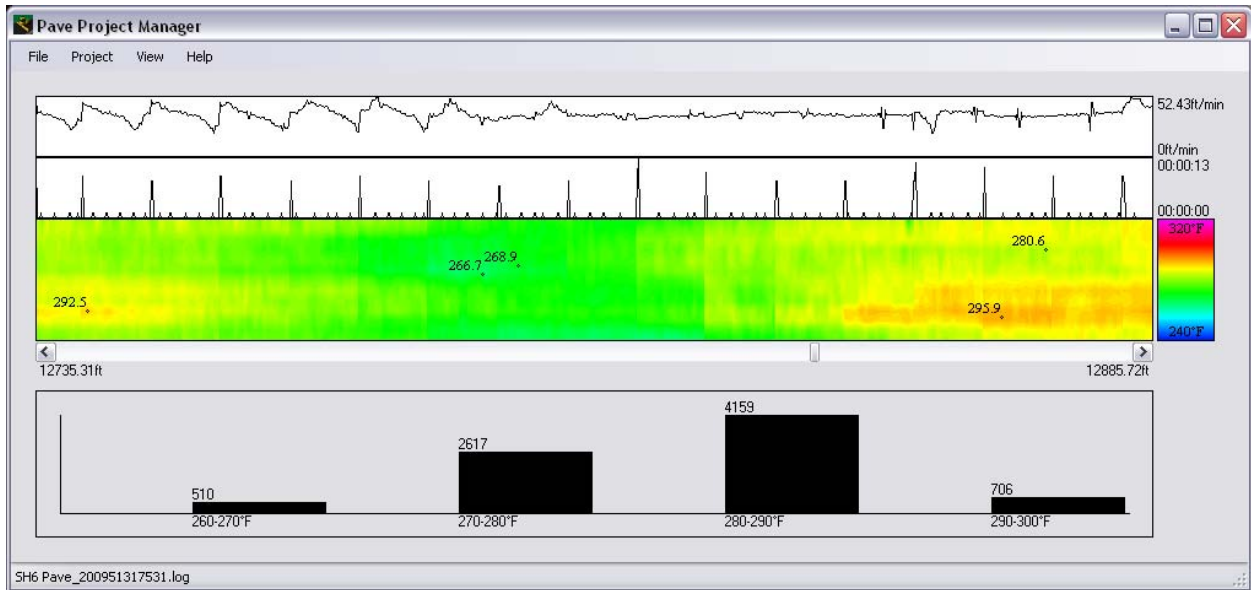 Pave Project Manager
File Project View Help
52.43ft/min
0ft/min
00:00:13
00:00:00
320°F
280.6
268.9
266.7
292.5
295.9
240°F
12735.31ft 12885.72ft
4159
2617
510 706
260-270°F 270-280°F 280-290°F 290-300°F
SH6 Pave_200951317531.log